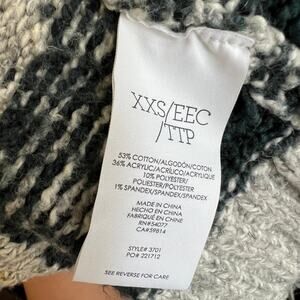 XXS/EEC
/TTP
53% COTTON/ALGODÓN/COTON
36% ACRYLIC/ACRÍLICO/ACRYLIQUE
10% POLYESTER/
POLIÉSTER/POLYESTER
1% SPANDEX/SPANDEX/SPANDEX
MADE IN CHINA
HECHO EN CHINA
FABRIQUÉ EN CHINE
RN#54077
CA#59814
STYLE# 3701
PO# 221712
SEE REVERSE FOR CARE